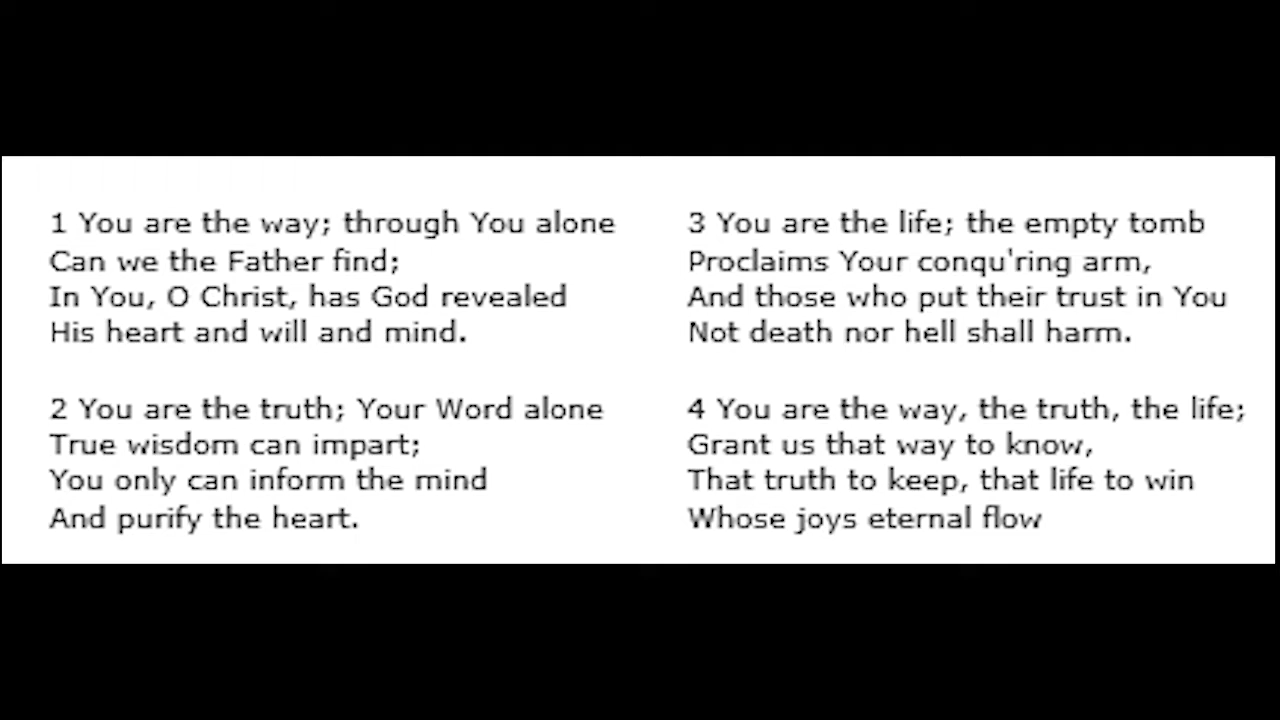 1 You are the way; through You alone
Can we the Father find;
In You, O Christ, has God revealed
His heart and will and mind.
2 You are the truth; Your Word alone
True wisdom can impart;
You only can inform the mind
And purify the heart.
3 You are the life; the empty tomb
Proclaims Your conqu'ring arm,
And those who put their trust in You
Not death nor hell shall harm.
4 You are the way, the truth, the life;
Grant us that way to know,
That truth to keep, that life to win
Whose joys eternal flow